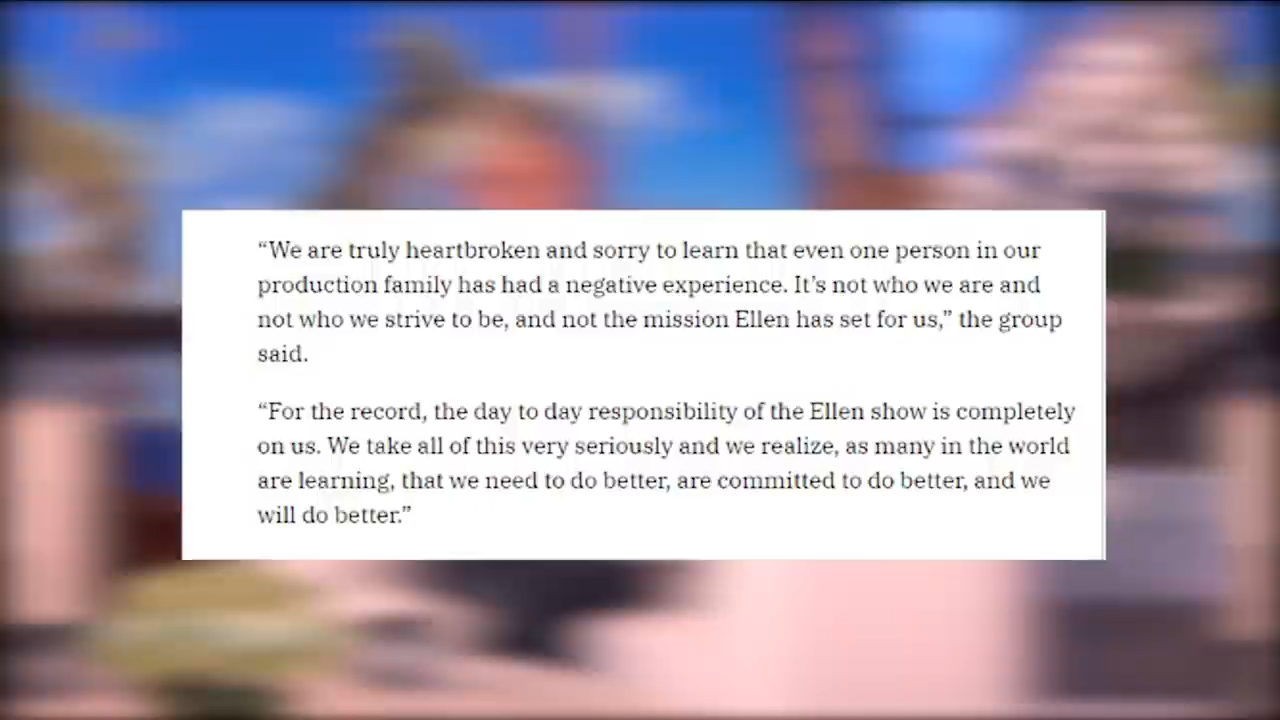 “We are truly heartbroken and sorry to learn that even one person in our
production family has had a negative experience. It’s not who we are and
not who we strive to be, and not the mission Ellen has set for us,” the group
said.
“For the record, the day to day responsibility of the Ellen show is completely
on us. We take all of this very seriously and we realize, as many in the world
are learning, that we need to do better, are committed to do better, and we
will do better.”